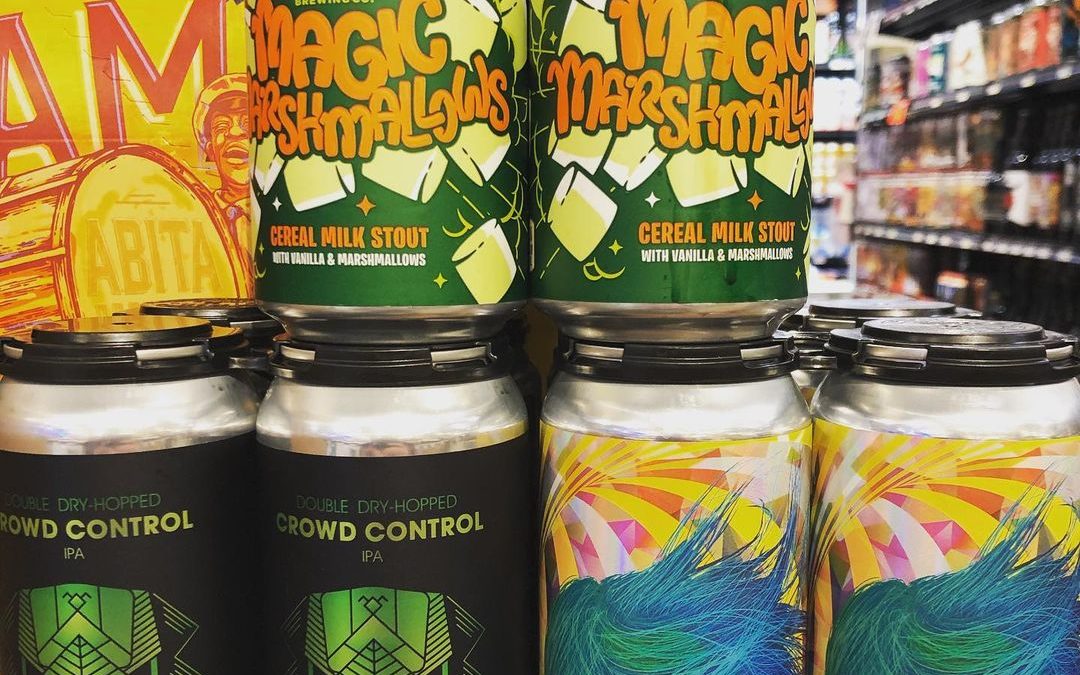 AM
ABITA
BREWING CO.
MAGIC
MARSHMALLOWS
CEREAL MILK STOUT
WITH VANILLA & MARSHMALLOWS
MAGIC
MARSHMALLO
CEREAL MILK STOUT
WITH VANILLA & MARSHMALLOWS
DOUBLE DRY-HOPPED
ROWD CONTROL
IPA
DOUBLE DRY-HOPPED
CROWD CONTROL
IPA